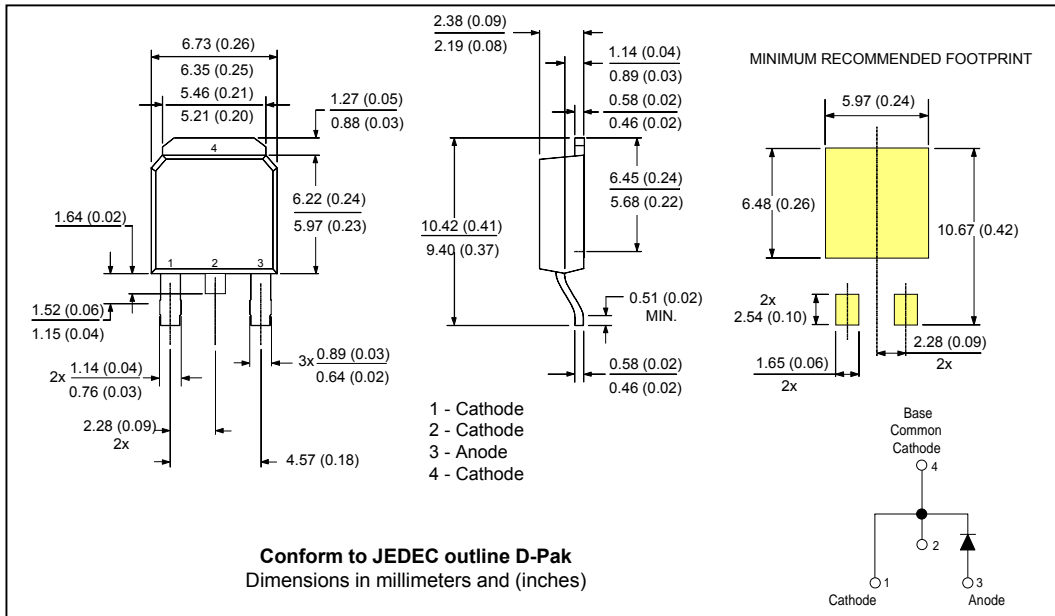 6.73 (0.26)
6.35 (0.25)
5.46 (0.21)
5.21 (0.20)
1.27 (0.05)
0.88 (0.03)
4
6.22 (0.24)
5.97 (0.23)
1.64 (0.02)
1
2
3
1.52 (0.06)
1.15 (0.04)
2x 1.14 (0.04)
0.76 (0.03)
3x 0.89 (0.03)
0.64 (0.02)
2.28 (0.09)
2x
4.57 (0.18)
2.38 (0.09)
2.19 (0.08)
1.14 (0.04)
0.89 (0.03)
0.58 (0.02)
0.46 (0.02)
6.45 (0.24)
5.68 (0.22)
10.42 (0.41)
9.40 (0.37)
0.51 (0.02)
MIN.
0.58 (0.02)
0.46 (0.02)
1 - Cathode
2 - Cathode
3 - Anode
4 - Cathode
MINIMUM RECOMMENDED FOOTPRINT
5.97 (0.24)
6.48 (0.26)
10.67 (0.42)
2x
2.54 (0.10)
2.28 (0.09)
2x
1.65 (0.06)
2x
Base
Common
Cathode
4
2
1
3
Cathode
Anode
Conform to JEDEC outline D-Pak
Dimensions in millimeters and (inches)